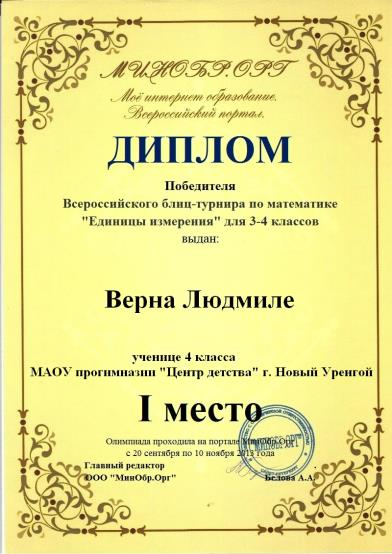 МИНОБР.ОРГ
Моё интернет образование.
Всероссийский портал.
ДИПЛОМ
Победителя
Всероссийского блиц-турнира по математике
"Единицы измерения" для 3-4 классов
выдан:
Верна Людмиле
ученице 4 класса
МАОУ прогимназии "Центр детства" г. Новый Уренгой
I место
Олимпиада проходила на портале МинОбр.Орг
с 20 сентября по 10 ноября 2013 года
Главный редактор
ООО "МинОбр.Орг" Белова А.А.
"МИНОБР.ОРГ"